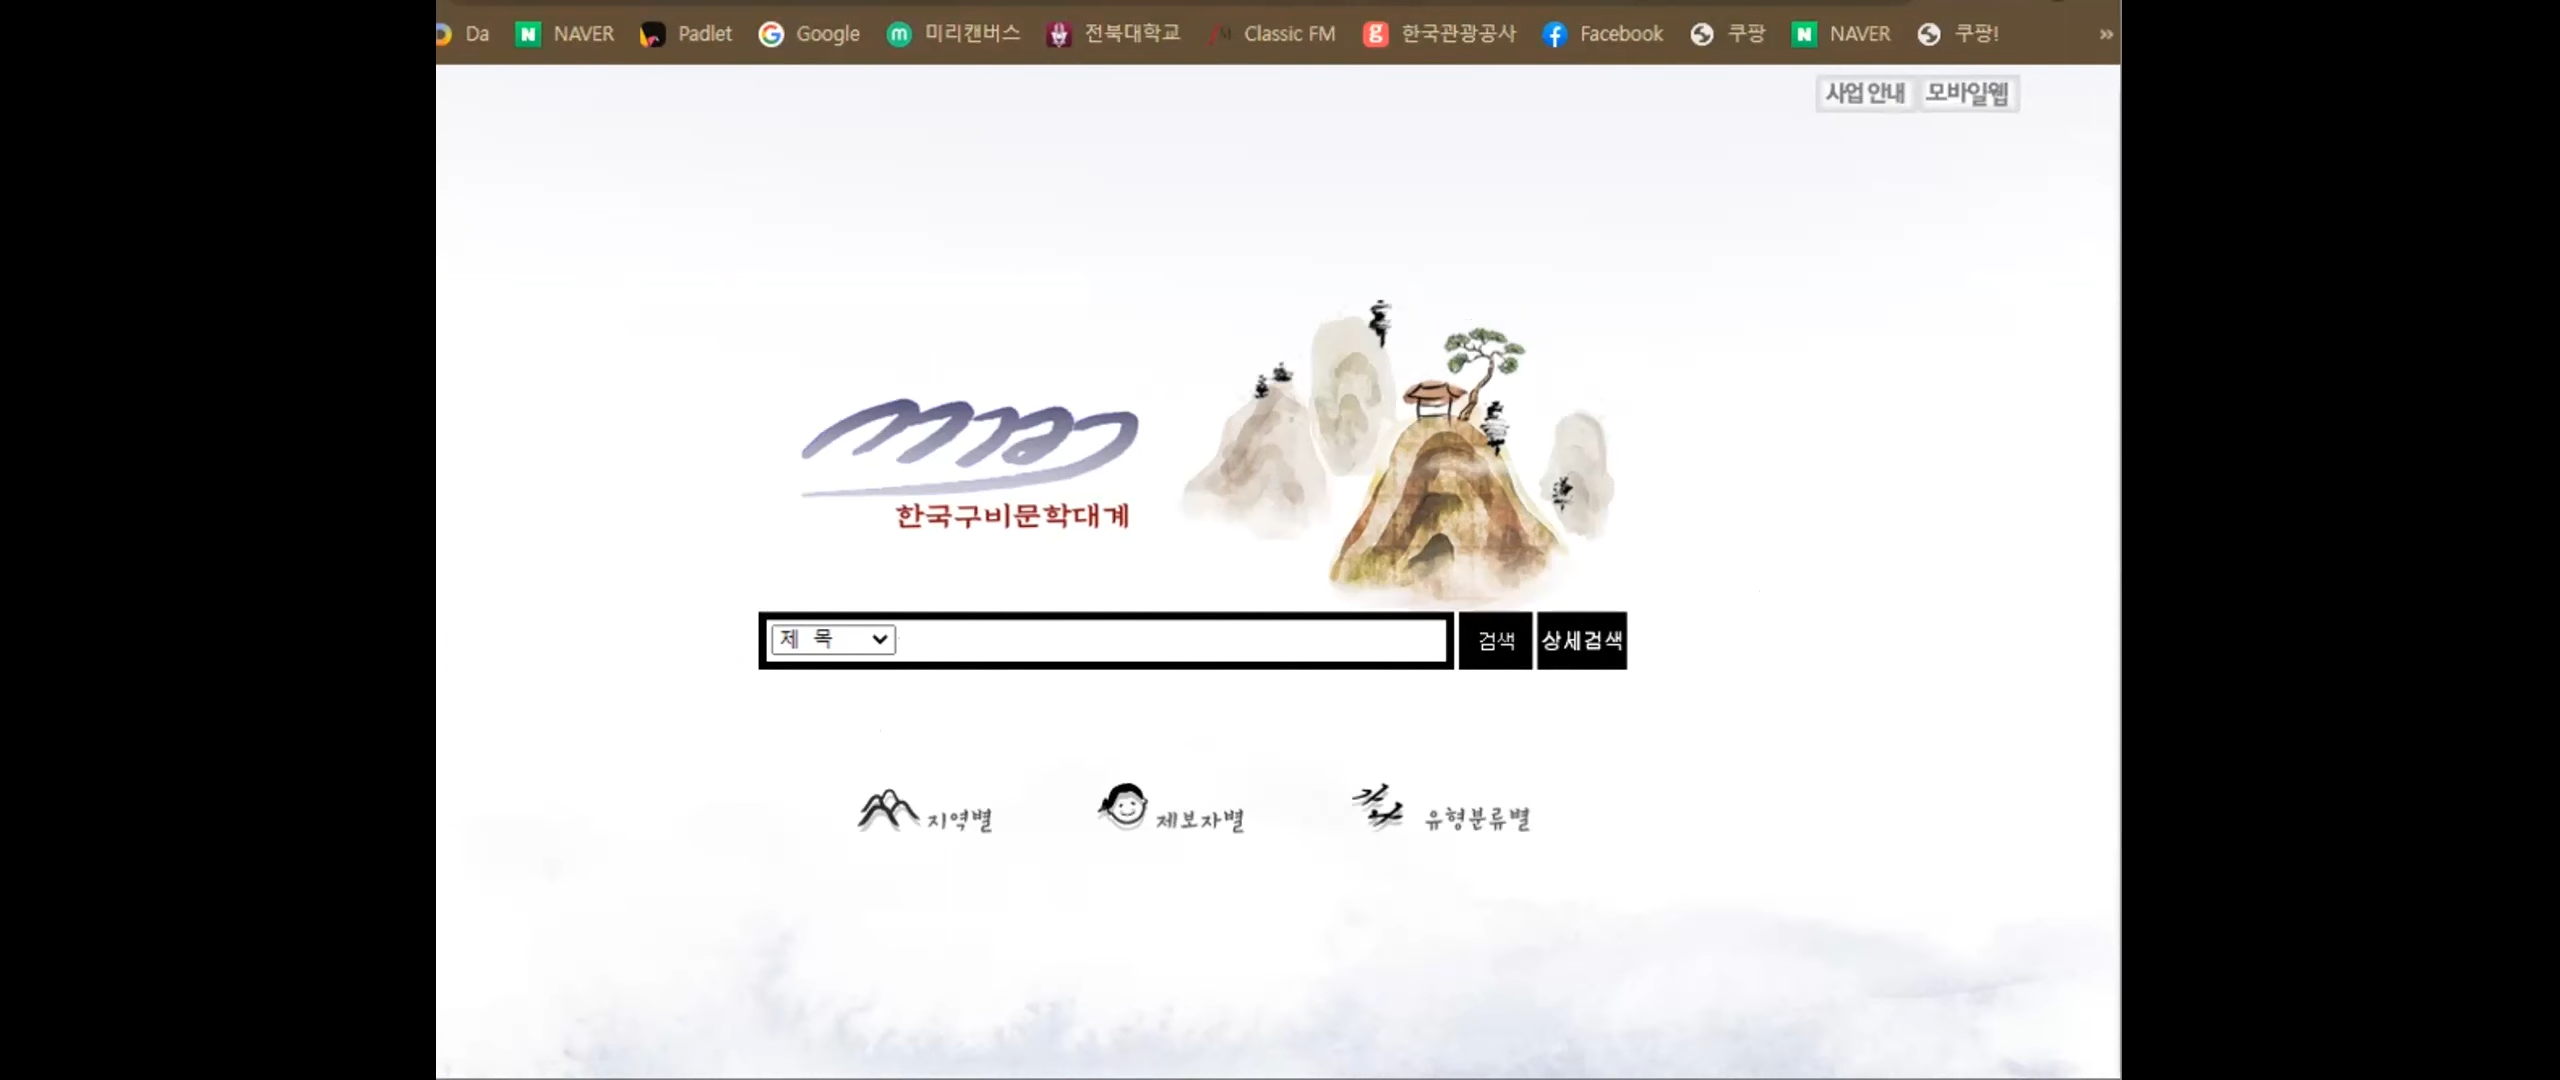 Da NAVER Padlet Google 미리캔버스 전북대학교 Classic FM 한국관광공사 Facebook 쿠팡 NAVER 쿠팡! »
사업 안내 모바일웹
한국구비문학대계
제 목 검색 상세검색
지역별 제보자별 유형분류별